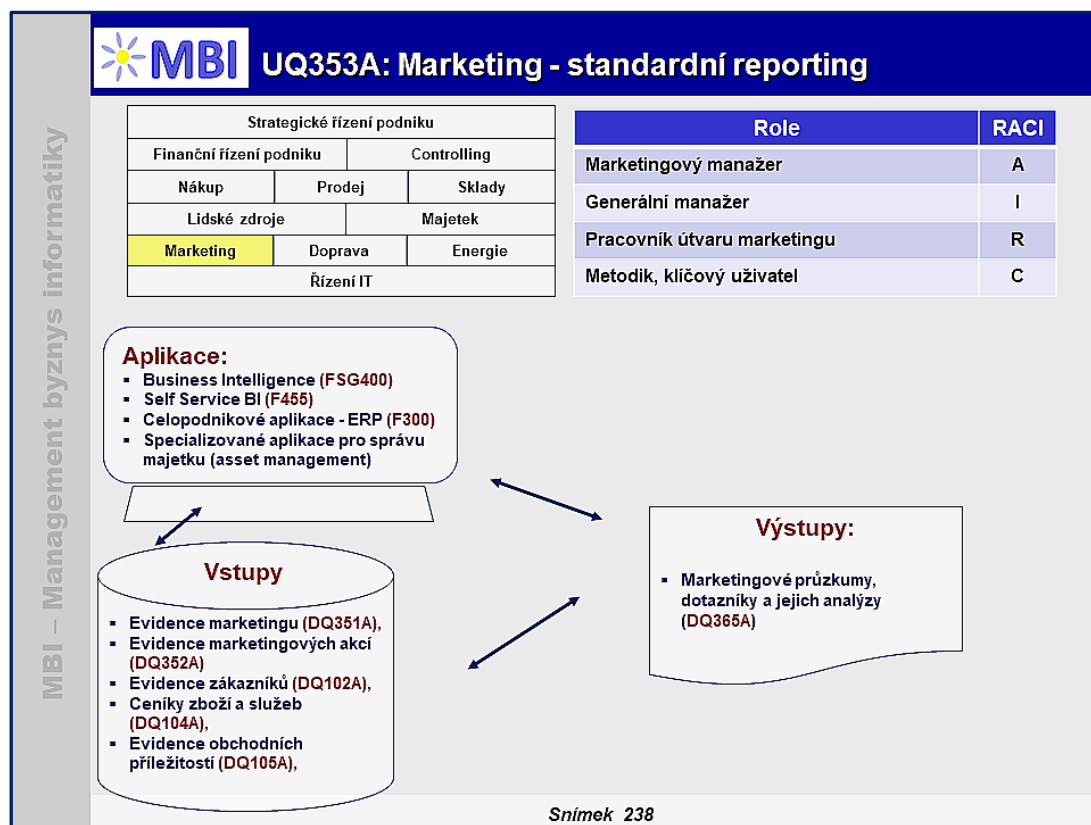 MBI
UQ353A: Marketing - standardní reporting
MBI – Management byznys informatiky
Strategické řízení podniku
Finanční řízení podniku
Controlling
Nákup
Prodej
Sklady
Lidské zdroje
Majetek
Marketing
Doprava
Energie
Řízení IT
Role
RACI
Marketingový manažer
A
Generální manažer
I
Pracovník útvaru marketingu
R
Metodik, klíčový uživatel
C
Aplikace:
▪ Business Intelligence (FSG400)
▪ Self Service BI (F455)
▪ Celopodnikové aplikace - ERP (F300)
▪ Specializované aplikace pro správu
majetku (asset management)
Vstupy
▪ Evidence marketingu (DQ351A),
▪ Evidence marketingových akcí
(DQ352A)
▪ Evidence zákazníků (DQ102A),
▪ Ceníky zboží a služeb
(DQ104A),
▪ Evidence obchodních
příležitostí (DQ105A),
Výstupy:
▪ Marketingové průzkumy,
dotazníky a jejich analýzy
(DQ365A)
Snímek 238